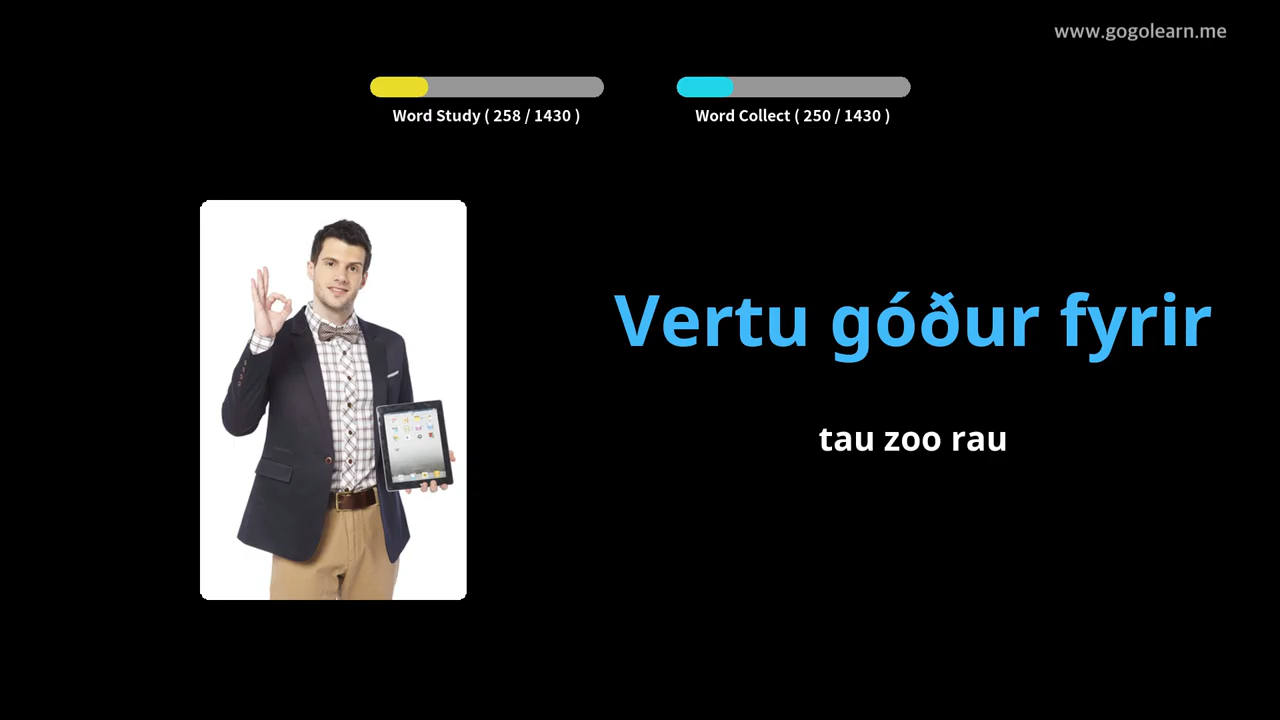 www.gogolearn.me
Word Study ( 258 / 1430 )
Word Collect ( 250 / 1430 )
Vertu góður fyrir
tau zoo rau